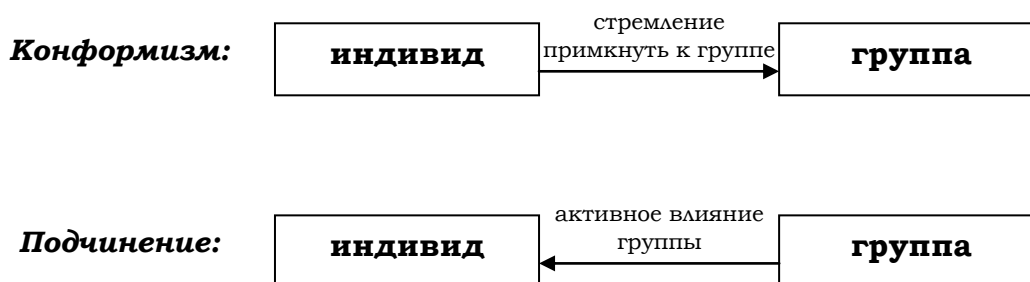 стремление
Конформизм: индивид примкнуть к группе группа
активное влияние
Подчинение: индивид группы группа